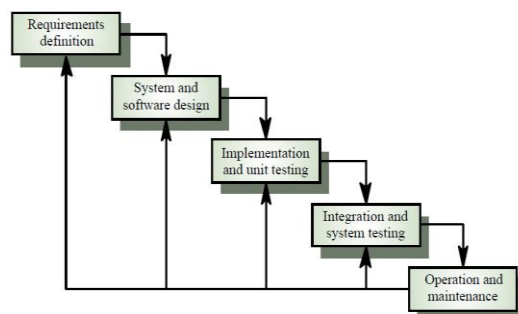 Requirements
definition
System and
software design
Implementation
and unit testing
Integration and
system testing
Operation and
maintenance